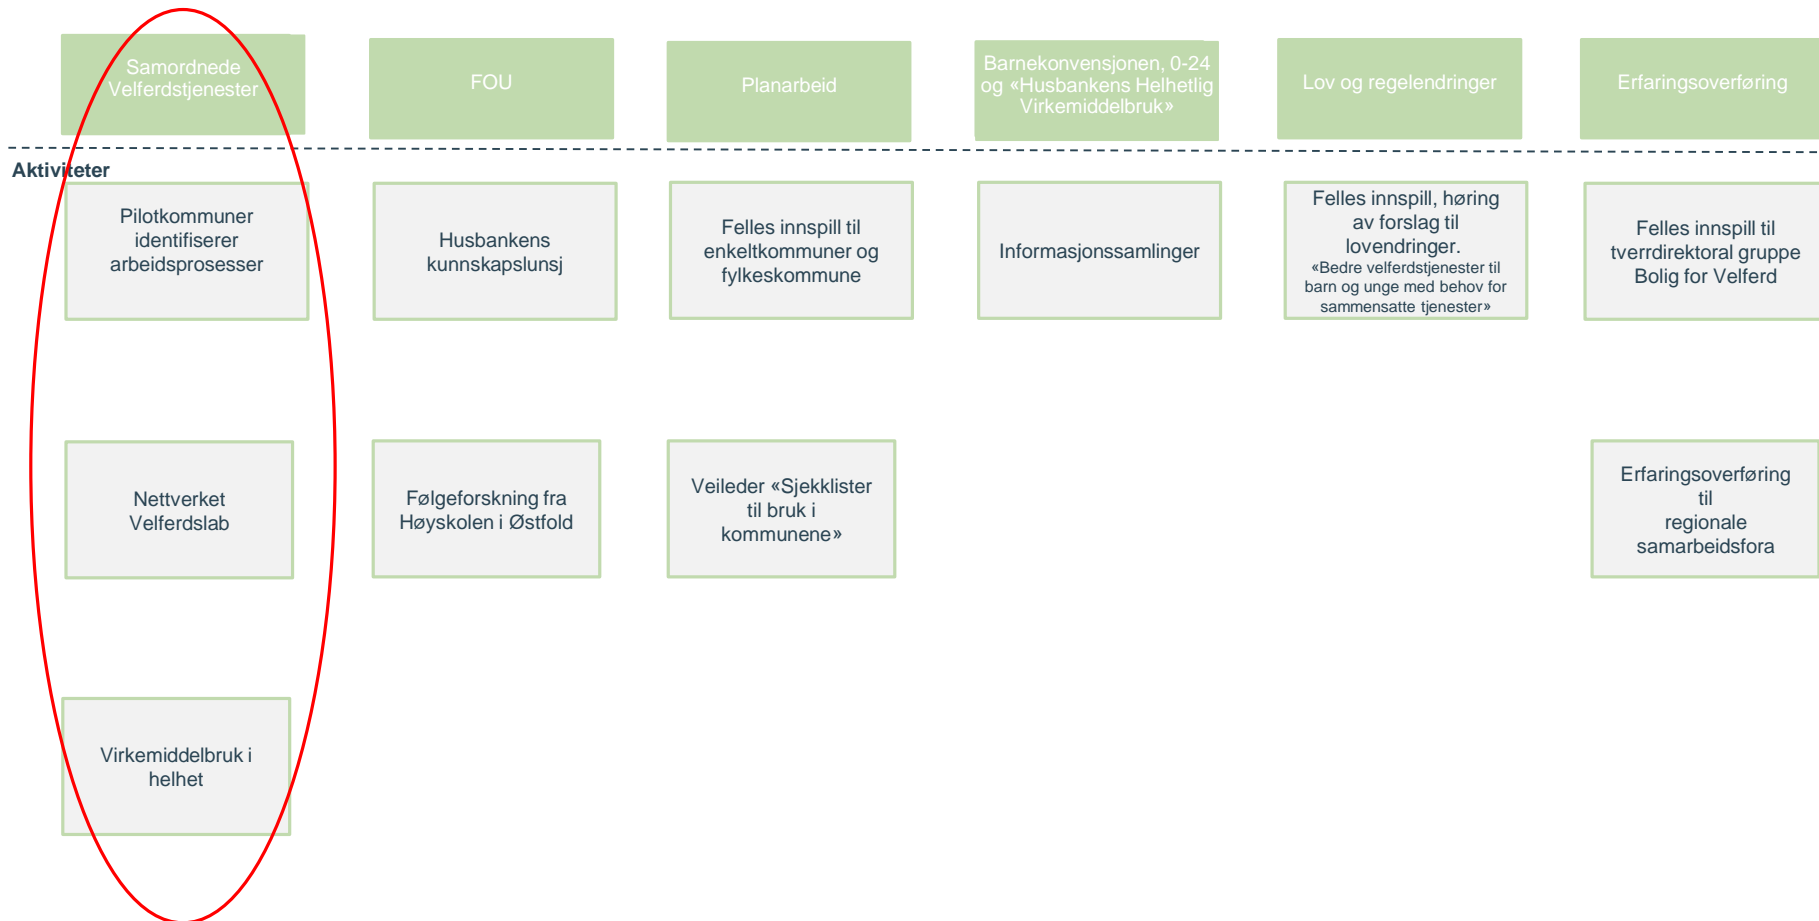 Samordnede
Velferdstjenester
FOU
Planarbeid
Barnekonvensjonen, 0-24
og «Husbankens Helhetlig
Virkemiddelbruk»
Lov og regelendringer
Erfaringsoverføring
Aktiviteter
Pilotkommuner
identifiserer
arbeidsprosesser
Husbankens
kunnskapslunsj
Felles innspill til
enkeltkommuner og
fylkeskommune
Informasjonssamlinger
Felles innspill, høring
av forslag til
lovendringer.
«Bedre velferdstjenester til
barn og unge med behov for
sammensatte tjenester»
Felles innspill til
tverrdirektoral gruppe
Bolig for Velferd
Nettverket
Velferdslab
Følgeforskning fra
Høyskolen i Østfold
Veileder «Sjekklister
til bruk i
kommunene»
Erfaringsoverføring
til
regionale
samarbeidsfora
Virkemiddelbruk i
helhet